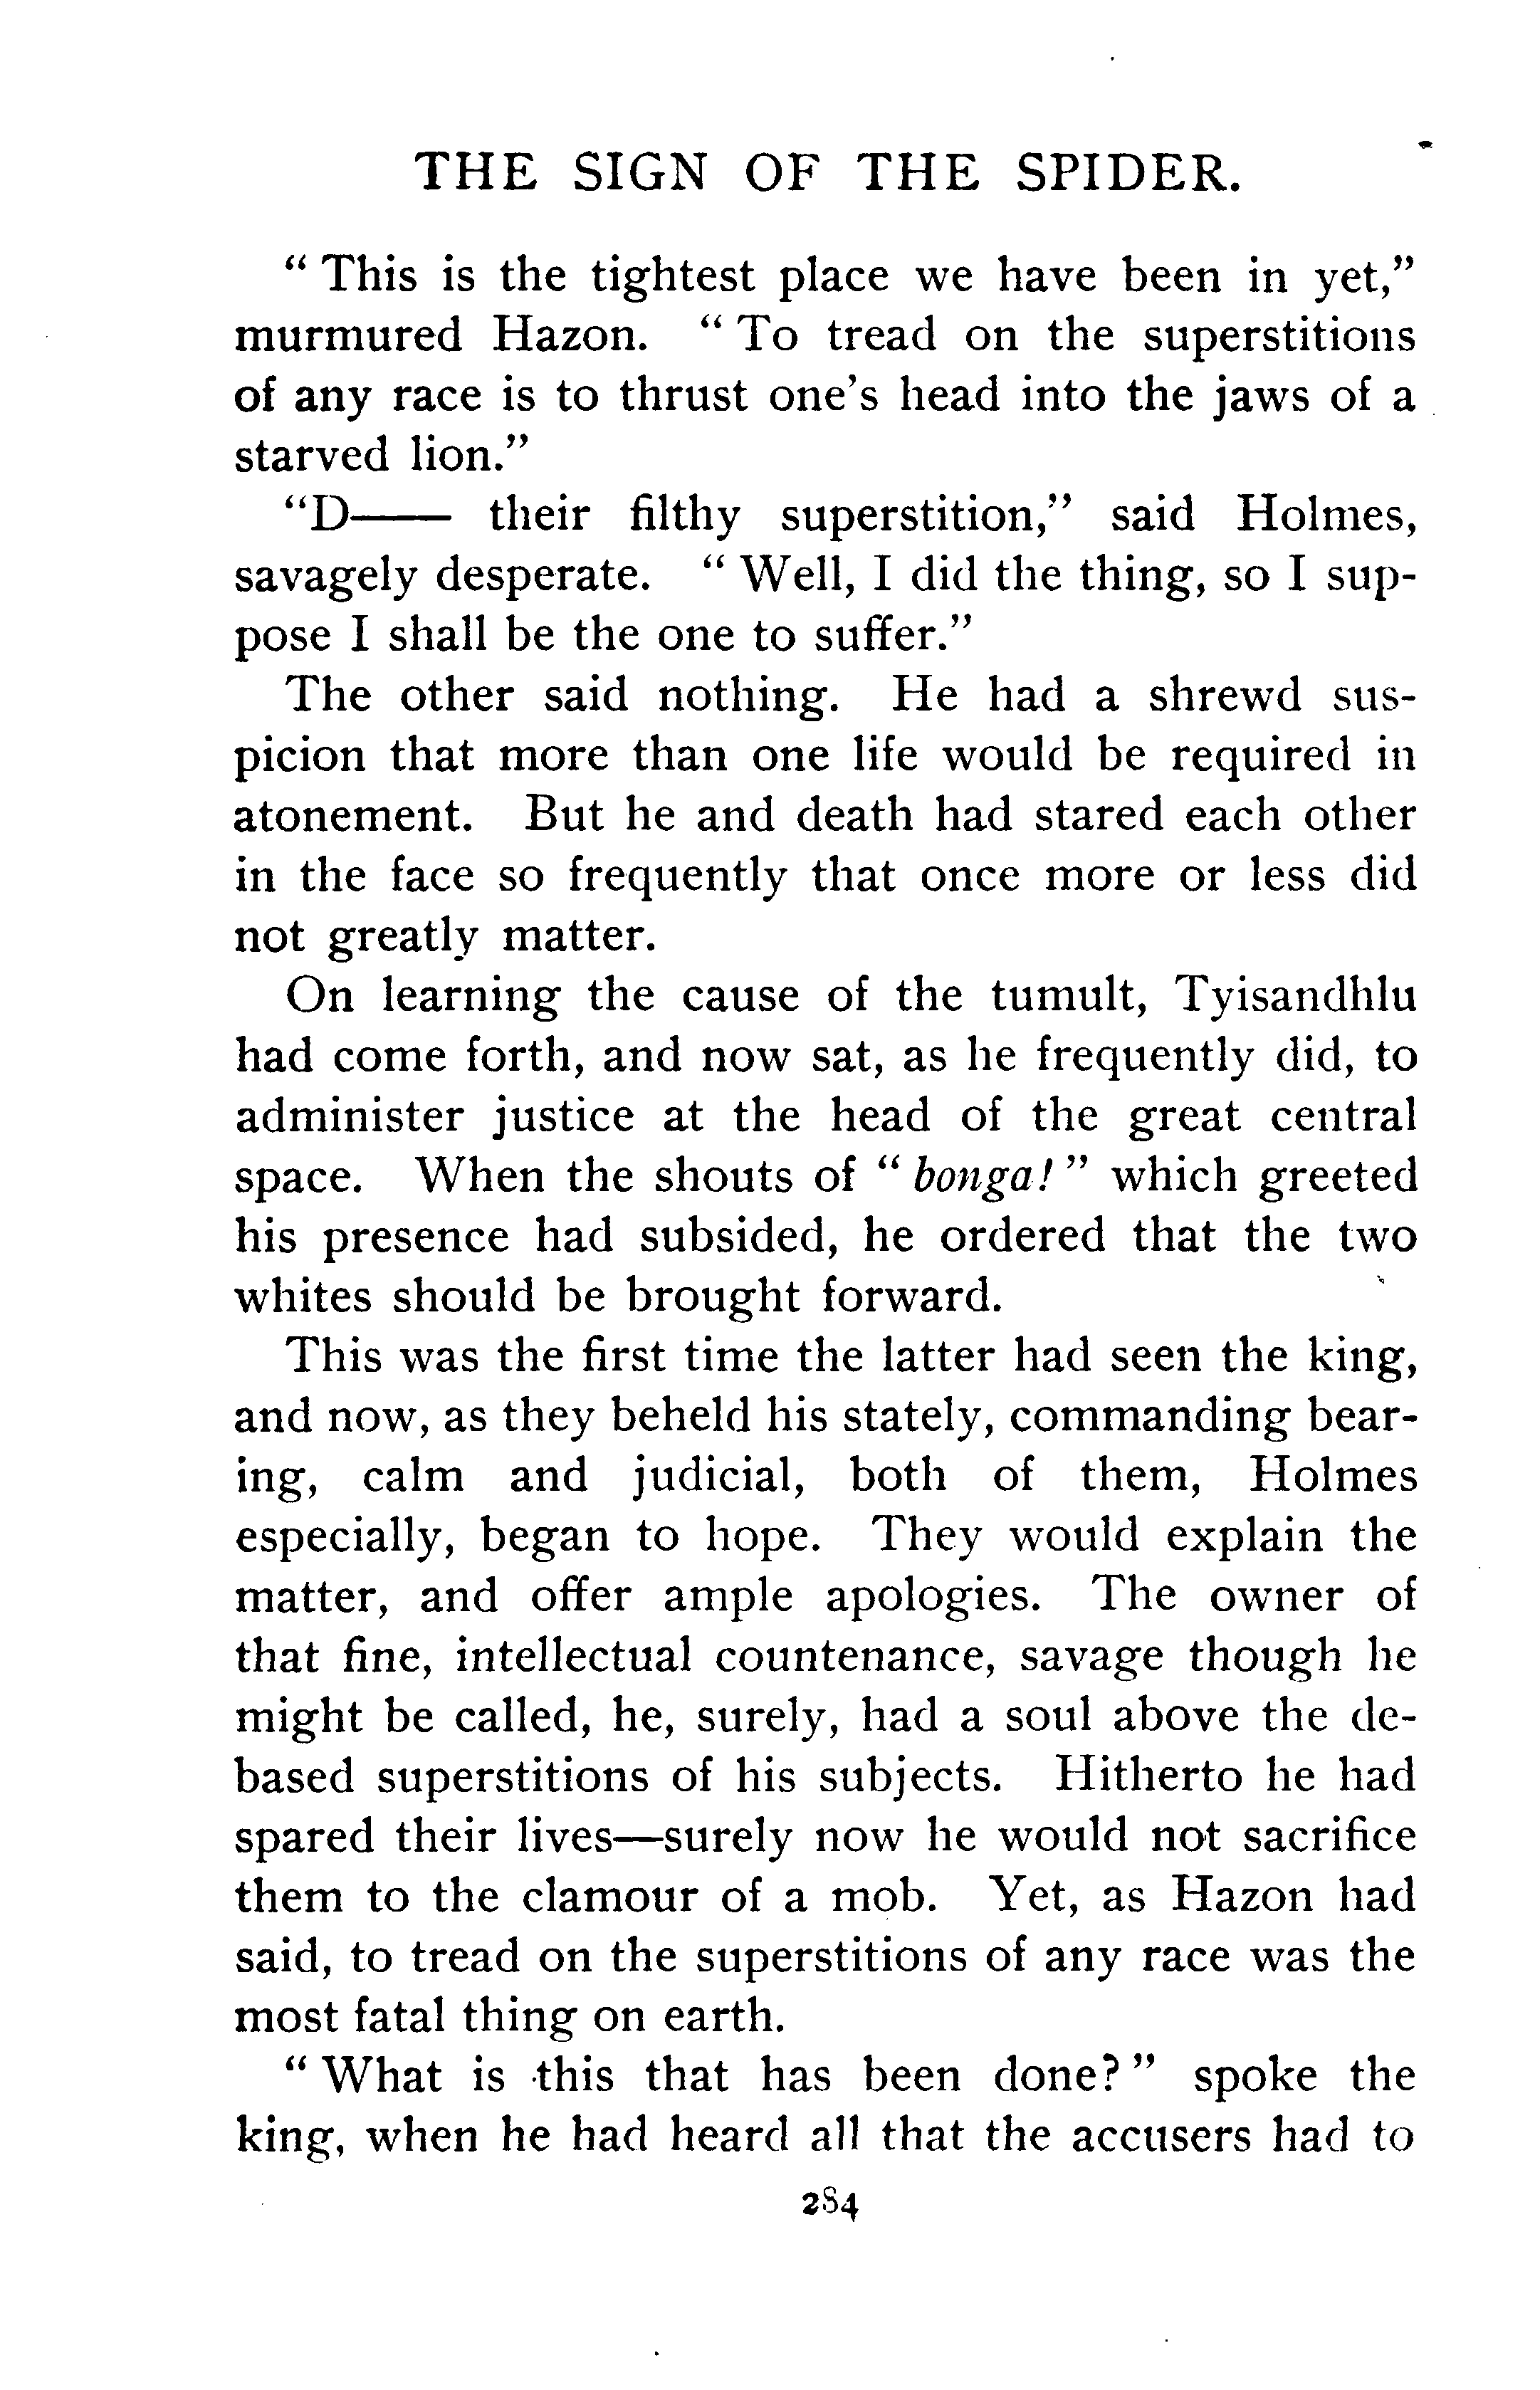 THE SIGN OF THE SPIDER.
" This is the tightest place we have been in yet,"
murmured Hazon. " To tread on the superstitions
of any race is to thrust one's head into the jaws of a
starved lion."
"D—— their filthy superstition," said Holmes,
savagely desperate. " Well, I did the thing, so I sup-
pose I shall be the one to suffer."
The other said nothing. He had a shrewd sus-
picion that more than one life would be required in
atonement. But he and death had stared each other
in the face so frequently that once more or less did
not greatly matter.
On learning the cause of the tumult, Tyisandhlu
had come forth, and now sat, as he frequently did, to
administer justice at the head of the great central
space. When the shouts of " bonga! " which greeted
his presence had subsided, he ordered that the two
whites should be brought forward.
This was the first time the latter had seen the king,
and now, as they beheld his stately, commanding bear-
ing, calm and judicial, both of them, Holmes
especially, began to hope. They would explain the
matter, and offer ample apologies. The owner of
that fine, intellectual countenance, savage though he
might be called, he, surely, had a soul above the de-
based superstitions of his subjects. Hitherto he had
spared their lives—surely now he would not sacrifice
them to the clamour of a mob. Yet, as Hazon had
said, to tread on the superstitions of any race was the
most fatal thing on earth.
" What is this that has been done? " spoke the
king, when he had heard all that the accusers had to
284